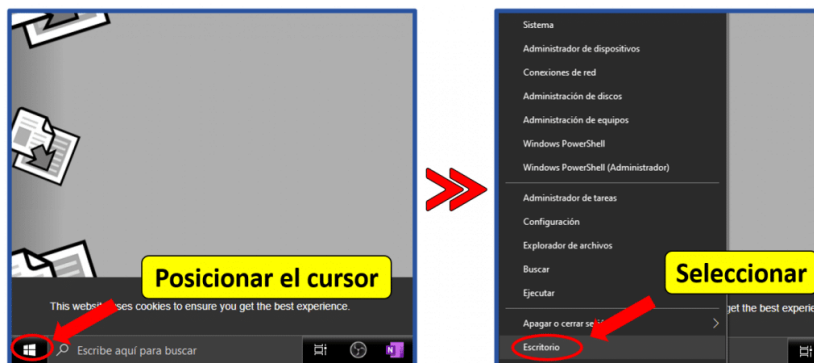 Posicionar el cursor
This website uses cookies to ensure you get the best experience.
Escribe aquí para buscar
Sistema
Administrador de dispositivos
Conexiones de red
Administración de discos
Administración de equipos
Windows PowerShell
Windows PowerShell (Administrador)
Administrador de tareas
Configuración
Explorador de archivos
Buscar
Ejecutar
Seleccionar
get the best experie
Apagar o cerrar se
Escritorio